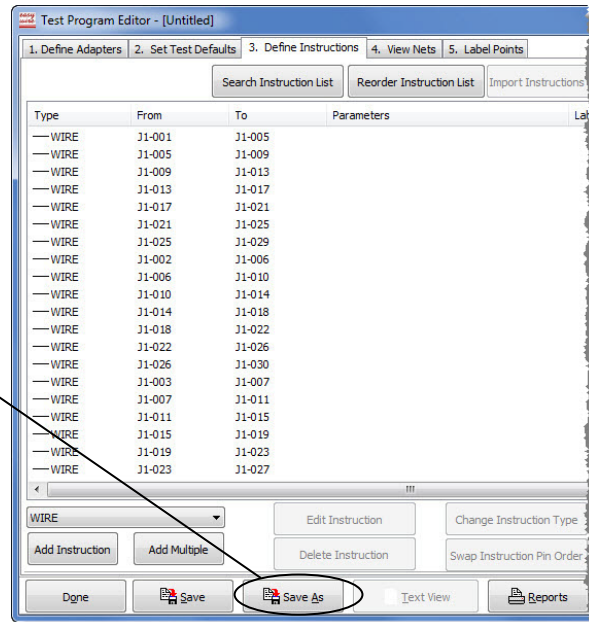 Test Program Editor - [Untitled]
1. Define Adapters 2. Set Test Defaults 3. Define Instructions 4. View Nets 5. Label Points
Search Instruction List Reorder Instruction List Import Instructions
Type From To Parameters
WIRE J1-001 J1-005
WIRE J1-005 J1-009
WIRE J1-009 J1-013
WIRE J1-013 J1-017
WIRE J1-017 J1-021
WIRE J1-021 J1-025
WIRE J1-025 J1-029
WIRE J1-002 J1-006
WIRE J1-006 J1-010
WIRE J1-010 J1-014
WIRE J1-014 J1-018
WIRE J1-018 J1-022
WIRE J1-022 J1-026
WIRE J1-026 J1-030
WIRE J1-003 J1-007
WIRE J1-007 J1-011
WIRE J1-011 J1-015
WIRE J1-015 J1-019
WIRE J1-019 J1-023
WIRE J1-023 J1-027
WIRE Edit Instruction Change Instruction Type
Add Instruction Add Multiple Delete Instruction Swap Instruction Pin Order
Done Save Save As Text View Reports